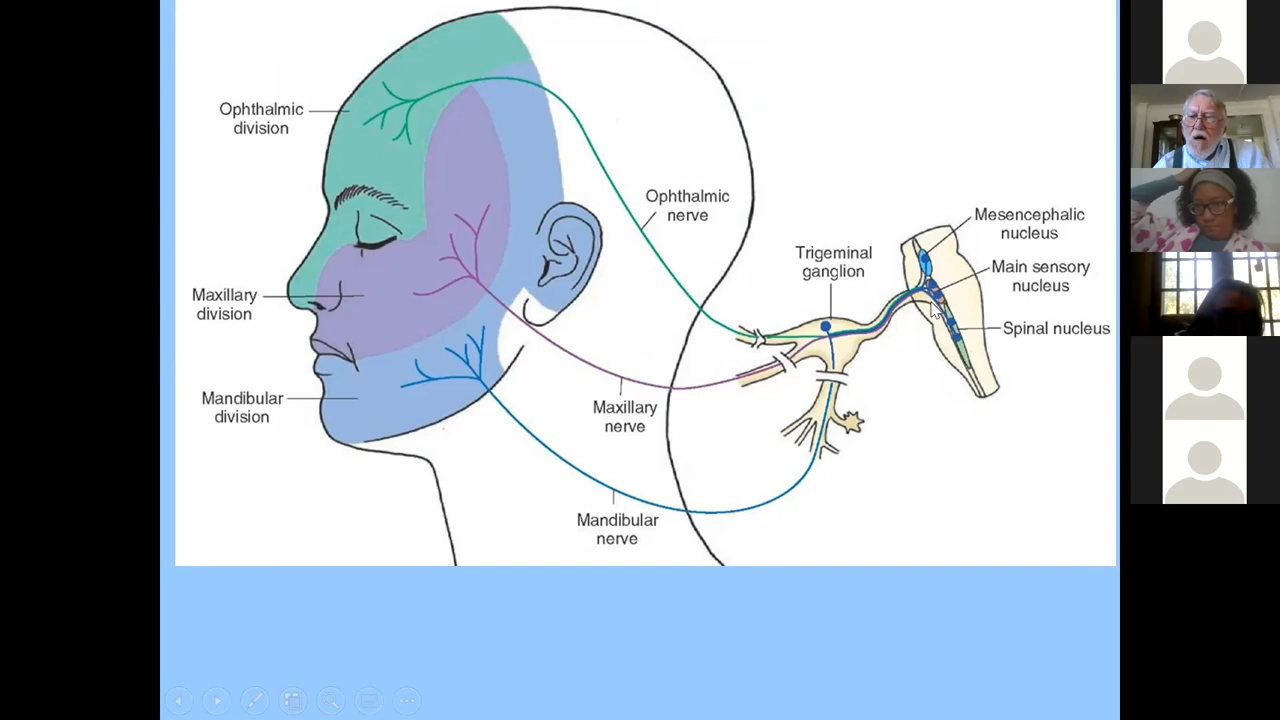 Ophthalmic
division
Ophthalmic
nerve
Mesencephalic
nucleus
Trigeminal
ganglion
Main sensory
nucleus
Maxillary
division
Spinal nucleus
Mandibular
division
Maxillary
nerve
Mandibular
nerve